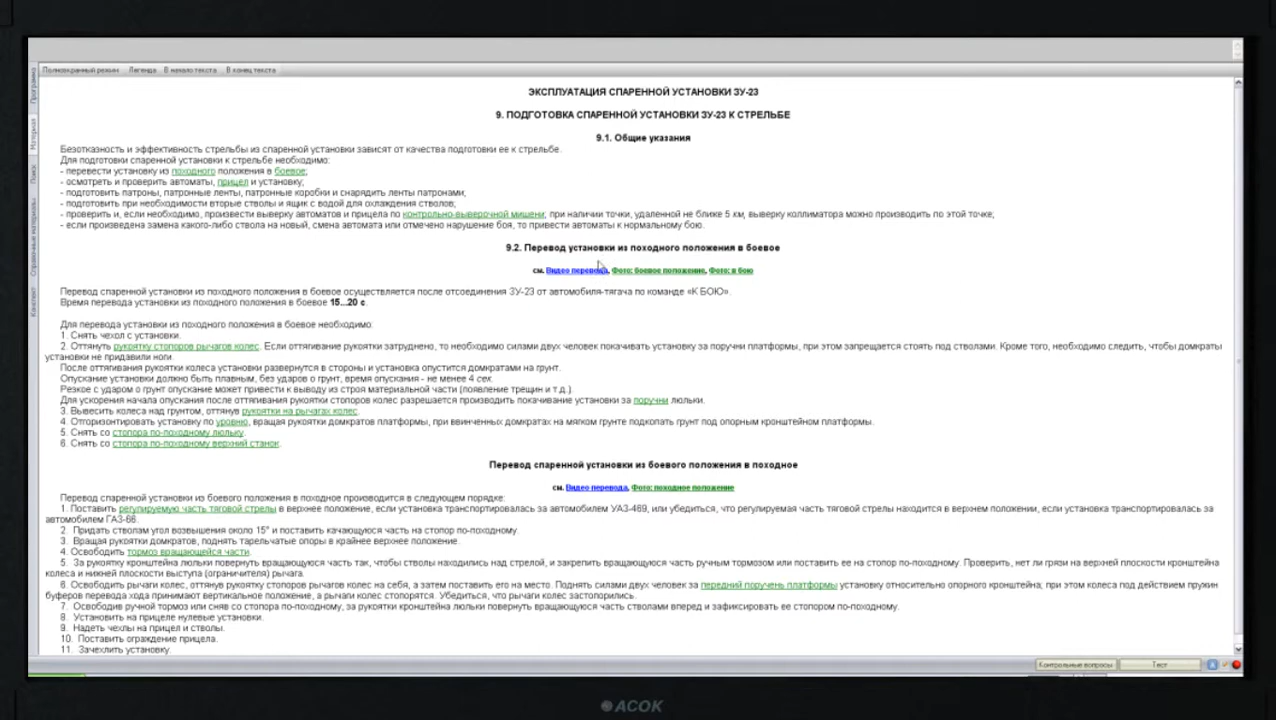 Полноэкранный режим Легенда В начало текста В конец текста
Программа
Материал
Поиск
Справочные материалы
Конспект
ЭКСПЛУАТАЦИЯ СПАРЕННОЙ УСТАНОВКИ ЗУ-23
9. ПОДГОТОВКА СПАРЕННОЙ УСТАНОВКИ ЗУ-23 К СТРЕЛЬБЕ
9.1. Общие указания
Безотказность и эффективность стрельбы из спаренной установки зависят от качества подготовки ее к стрельбе.
Для подготовки спаренной установки к стрельбе необходимо:
- перевести установку из походного положения в боевое;
- осмотреть и проверить автоматы, прицел и установку;
- подготовить патроны, патронные ленты, патронные коробки и снарядить ленты патронами;
- подготовить при необходимости вторые стволы и ящик с водой для охлаждения стволов;
- проверить и, если необходимо, произвести выверку автоматов и прицела по контрольно-выверочной мишени; при наличии точки, удаленной не ближе 5 км, выверку коллиматора можно производить по этой точке;
- если произведена замена какого-либо ствола на новый, смена автомата или отмечено нарушение боя, то привести автоматы к нормальному бою.
9.2. Перевод установки из походного положения в боевое
см. Видео перевода, Фото: боевое положение, Фото: в бою
Перевод спаренной установки из походного положения в боевое осуществляется после отсоединения ЗУ-23 от автомобиля-тягача по команде «К БОЮ».
Время перевода установки из походного положения в боевое 15...20 с.
Для перевода установки из походного положения в боевое необходимо:
1. Снять чехол с установки.
2. Оттянуть рукоятку стопоров рычагов колес. Если оттягивание рукоятки затруднено, то необходимо силами двух человек покачивать установку за поручни платформы, при этом запрещается стоять под стволами. Кроме того, необходимо следить, чтобы домкраты
установки не придавили ноги.
После оттягивания рукоятки колеса установки развернутся в стороны и установка опустится домкратами на грунт.
Опускание установки должно быть плавным, без ударов о грунт, время опускания - не менее 4 сек.
Резкое с ударом о грунт опускание может привести к выводу из строя материальной части (появление трещин и т.д.).
Для ускорения начала опускания после оттягивания рукоятки стопоров колес разрешается производить покачивание установки за поручни люльки.
3. Вывесить колеса над грунтом, оттянув рукоятки на рычагах колес.
4. Отгоризонтировать установку по уровню, вращая рукоятки домкратов платформы, при ввинченных домкратах на мягком грунте подкопать грунт под опорным кронштейном платформы.
5. Снять со стопора по-походному люльку.
6. Снять со стопора по-походному верхний станок.
Перевод спаренной установки из боевого положения в походное
см. Видео перевода, Фото: походное положение
Перевод спаренной установки из боевого положения в походное производится в следующем порядке:
1. Поставить регулируемую часть тяговой стрелы в верхнее положение, если установка транспортировалась за автомобилем УАЗ-469, или убедиться, что регулируемая часть тяговой стрелы находится в верхнем положении, если установка транспортировалась за
автомобилем ГАЗ-66.
2. Придать стволам угол возвышения около 15° и поставить качающуюся часть на стопор по-походному.
3. Вращая рукоятки домкратов, поднять тарельчатые опоры в крайнее верхнее положение.
4. Освободить тормоз вращающейся части.
5. За рукоятку кронштейна люльки повернуть вращающуюся часть так, чтобы стволы находились над стрелой, и закрепить вращающуюся часть ручным тормозом или поставить ее на стопор по-походному. Проверить, нет ли грязи на верхней плоскости кронштейна
колеса и нижней плоскости выступа (ограничителя) рычага.
6. Освободить рычаги колес, оттянув рукоятку стопоров рычагов колес на себя, а затем поставить его на место. Поднять силами двух человек за передний поручень платформы установку относительно опорного кронштейна; при этом колеса под действием пружин
буферов перевода хода принимают вертикальное положение, а рычаги колес стопорятся. Убедиться, что рычаги колес застопорились.
7. Освободив ручной тормоз или сняв со стопора по-походному, за рукоятки кронштейна люльки повернуть вращающуюся часть стволами вперед и зафиксировать ее стопором по-походному.
8. Установить на прицеле нулевые установки.
9. Надеть чехлы на прицел и стволы.
10. Поставить ограждение прицела.
11. Зачехлить установку.
Контрольные вопросы Тест
АСОК